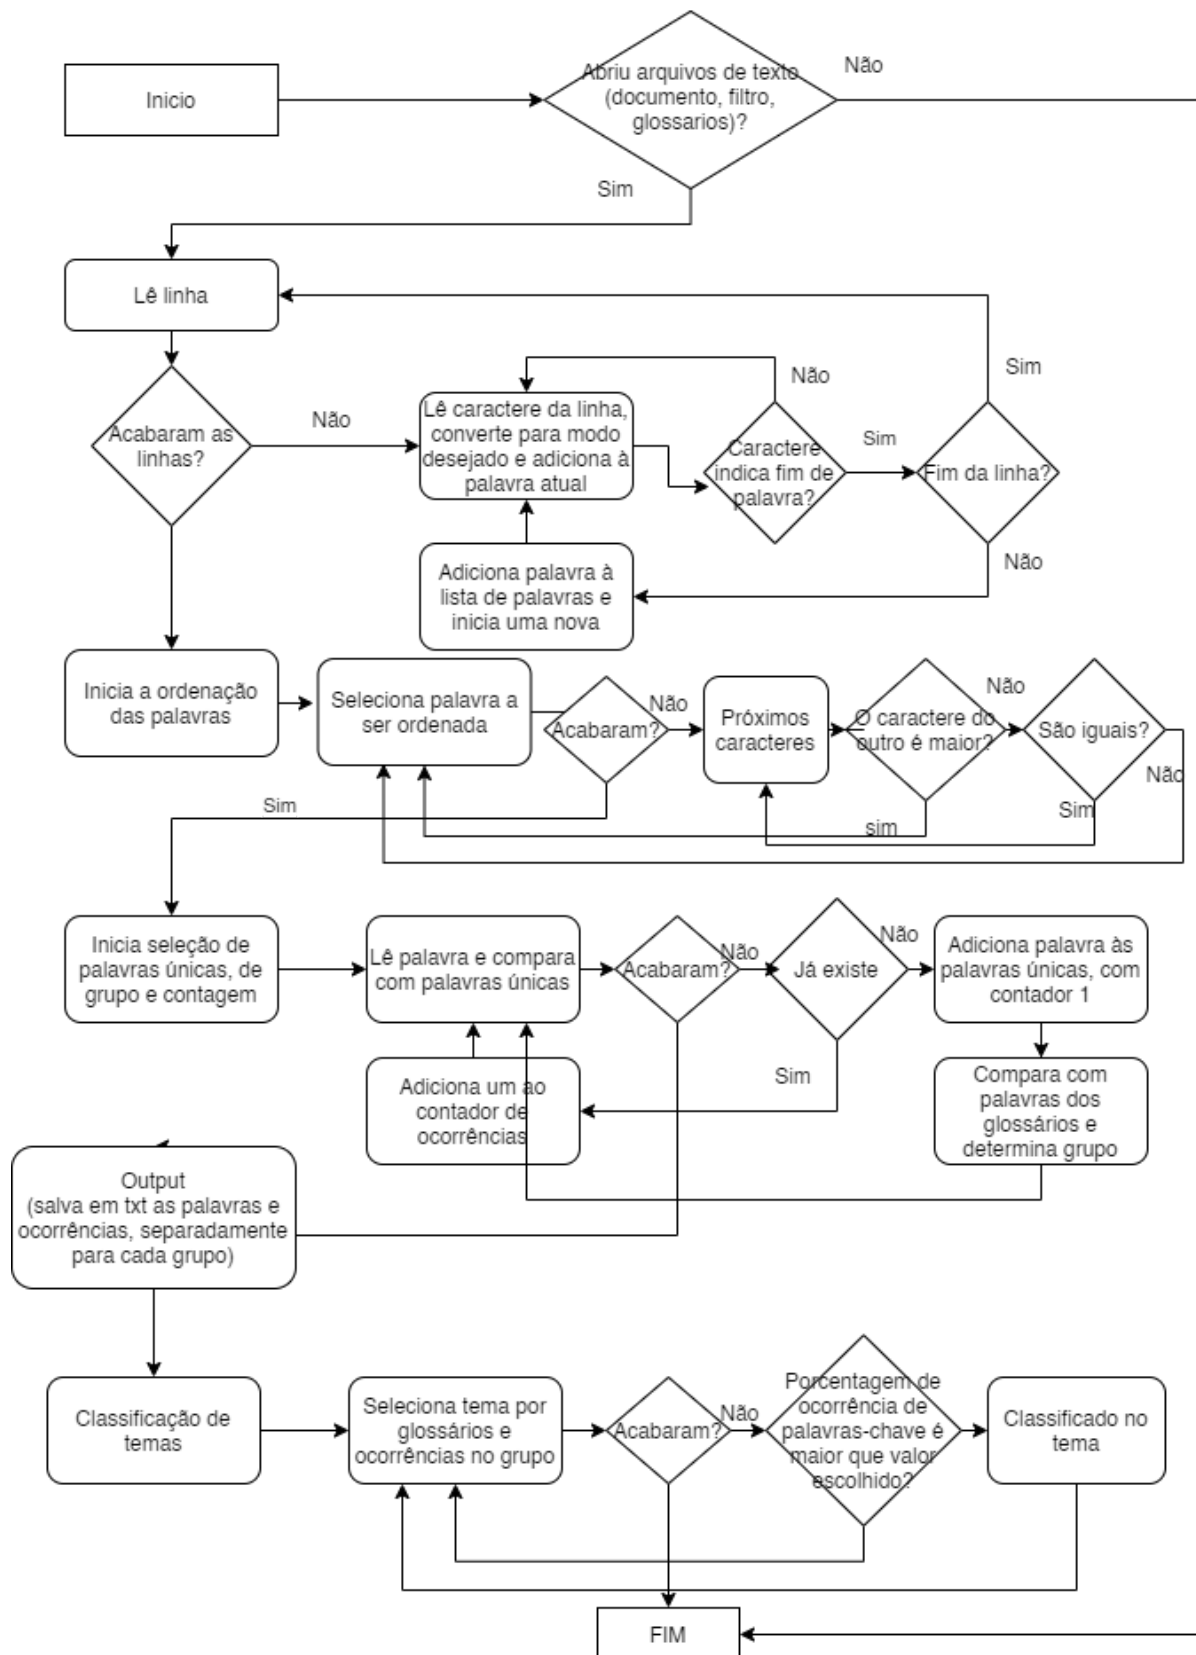 Inicio
Abriu arquivos de texto
(documento, filtro,
glossarios)?
Não
Sim
Lê linha
Acabaram as
linhas?
Não
Lê caractere da linha,
converte para modo
desejado e adiciona à
palavra atual
Não
Caractere
indica fim de
palavra?
Sim
Fim da linha?
Sim
Não
Adiciona palavra à
lista de palavras e
inicia uma nova
Inicia a ordenação
das palavras
Seleciona palavra a
ser ordenada
Acabaram?
Não
Próximos
caracteres
O caractere do
outro é maior?
Não
São iguais?
Não
Sim
sim
Sim
Inicia seleção de
palavras únicas, de
grupo e contagem
Lê palavra e compara
com palavras únicas
Acabaram?
Não
Já existe
Não
Adiciona palavra às
palavras únicas, com
contador 1
Sim
Adiciona um ao
contador de
ocorrências
Compara com
palavras dos
glossários e
determina grupo
Output
(salva em txt as palavras e
ocorrências, separadamente
para cada grupo)
Classificação de
temas
Seleciona tema por
glossários e
ocorrências no grupo
Acabaram?
Não
Porcentagem de
ocorrência de
palavras-chave é
maior que valor
escolhido?
Classificado no
tema
FIM